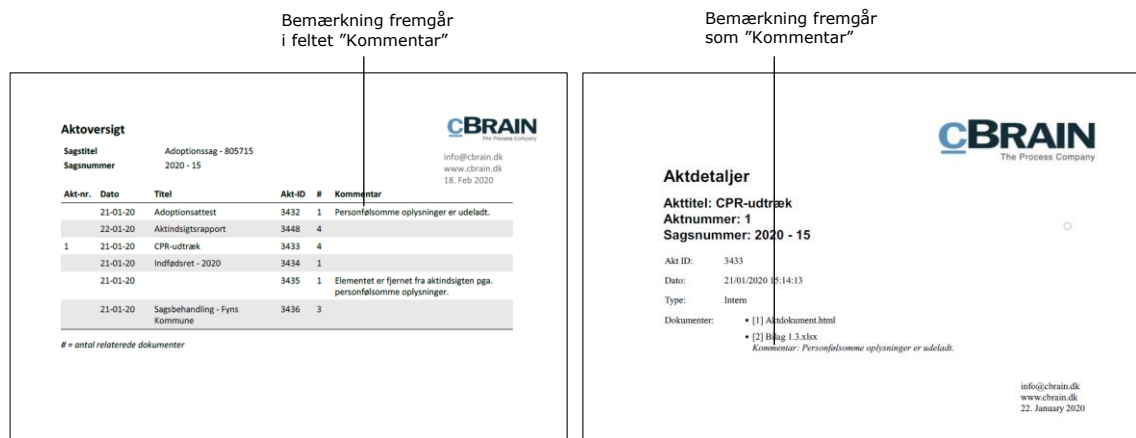 Bemærkning fremgår
i feltet ”Kommentar”
Bemærkning fremgår
som ”Kommentar”
Aktoversigt
cBRAIN
The Process Company
Sagstitel Adoptionssag - 805715
Sagsnummer 2020 - 15
info@cbrain.dk
www.cbrain.dk
18. Feb 2020
Akt-nr. Dato Titel Akt-ID # Kommentar
21-01-20 Adoptionsattest 3432 1 Personfølsomme oplysninger er udeladt.
22-01-20 Aktindsigtsrapport 3448 4
1 21-01-20 CPR-udtræk 3433 4
21-01-20 Indfødsret - 2020 3434 1
21-01-20 3435 1 Elementet er fjernet fra aktindsigten pga.
personfølsomme oplysninger.
21-01-20 Sagsbehandling - Fyns 3436 3
Kommune
# = antal relaterede dokumenter
cBRAIN
The Process Company
Aktdetaljer
Akttitel: CPR-udtræk
Aktnummer: 1
Sagsnummer: 2020 - 15
Akt ID: 3433
Dato: 21/01/2020 15:14:13
Type: Intern
Dokumenter: • [1] Aktdokument.html
• [2] Bilag 1.3.xlsx
Kommentar: Personfølsomme oplysninger er udeladt.
info@cbrain.dk
www.cbrain.dk
22. January 2020